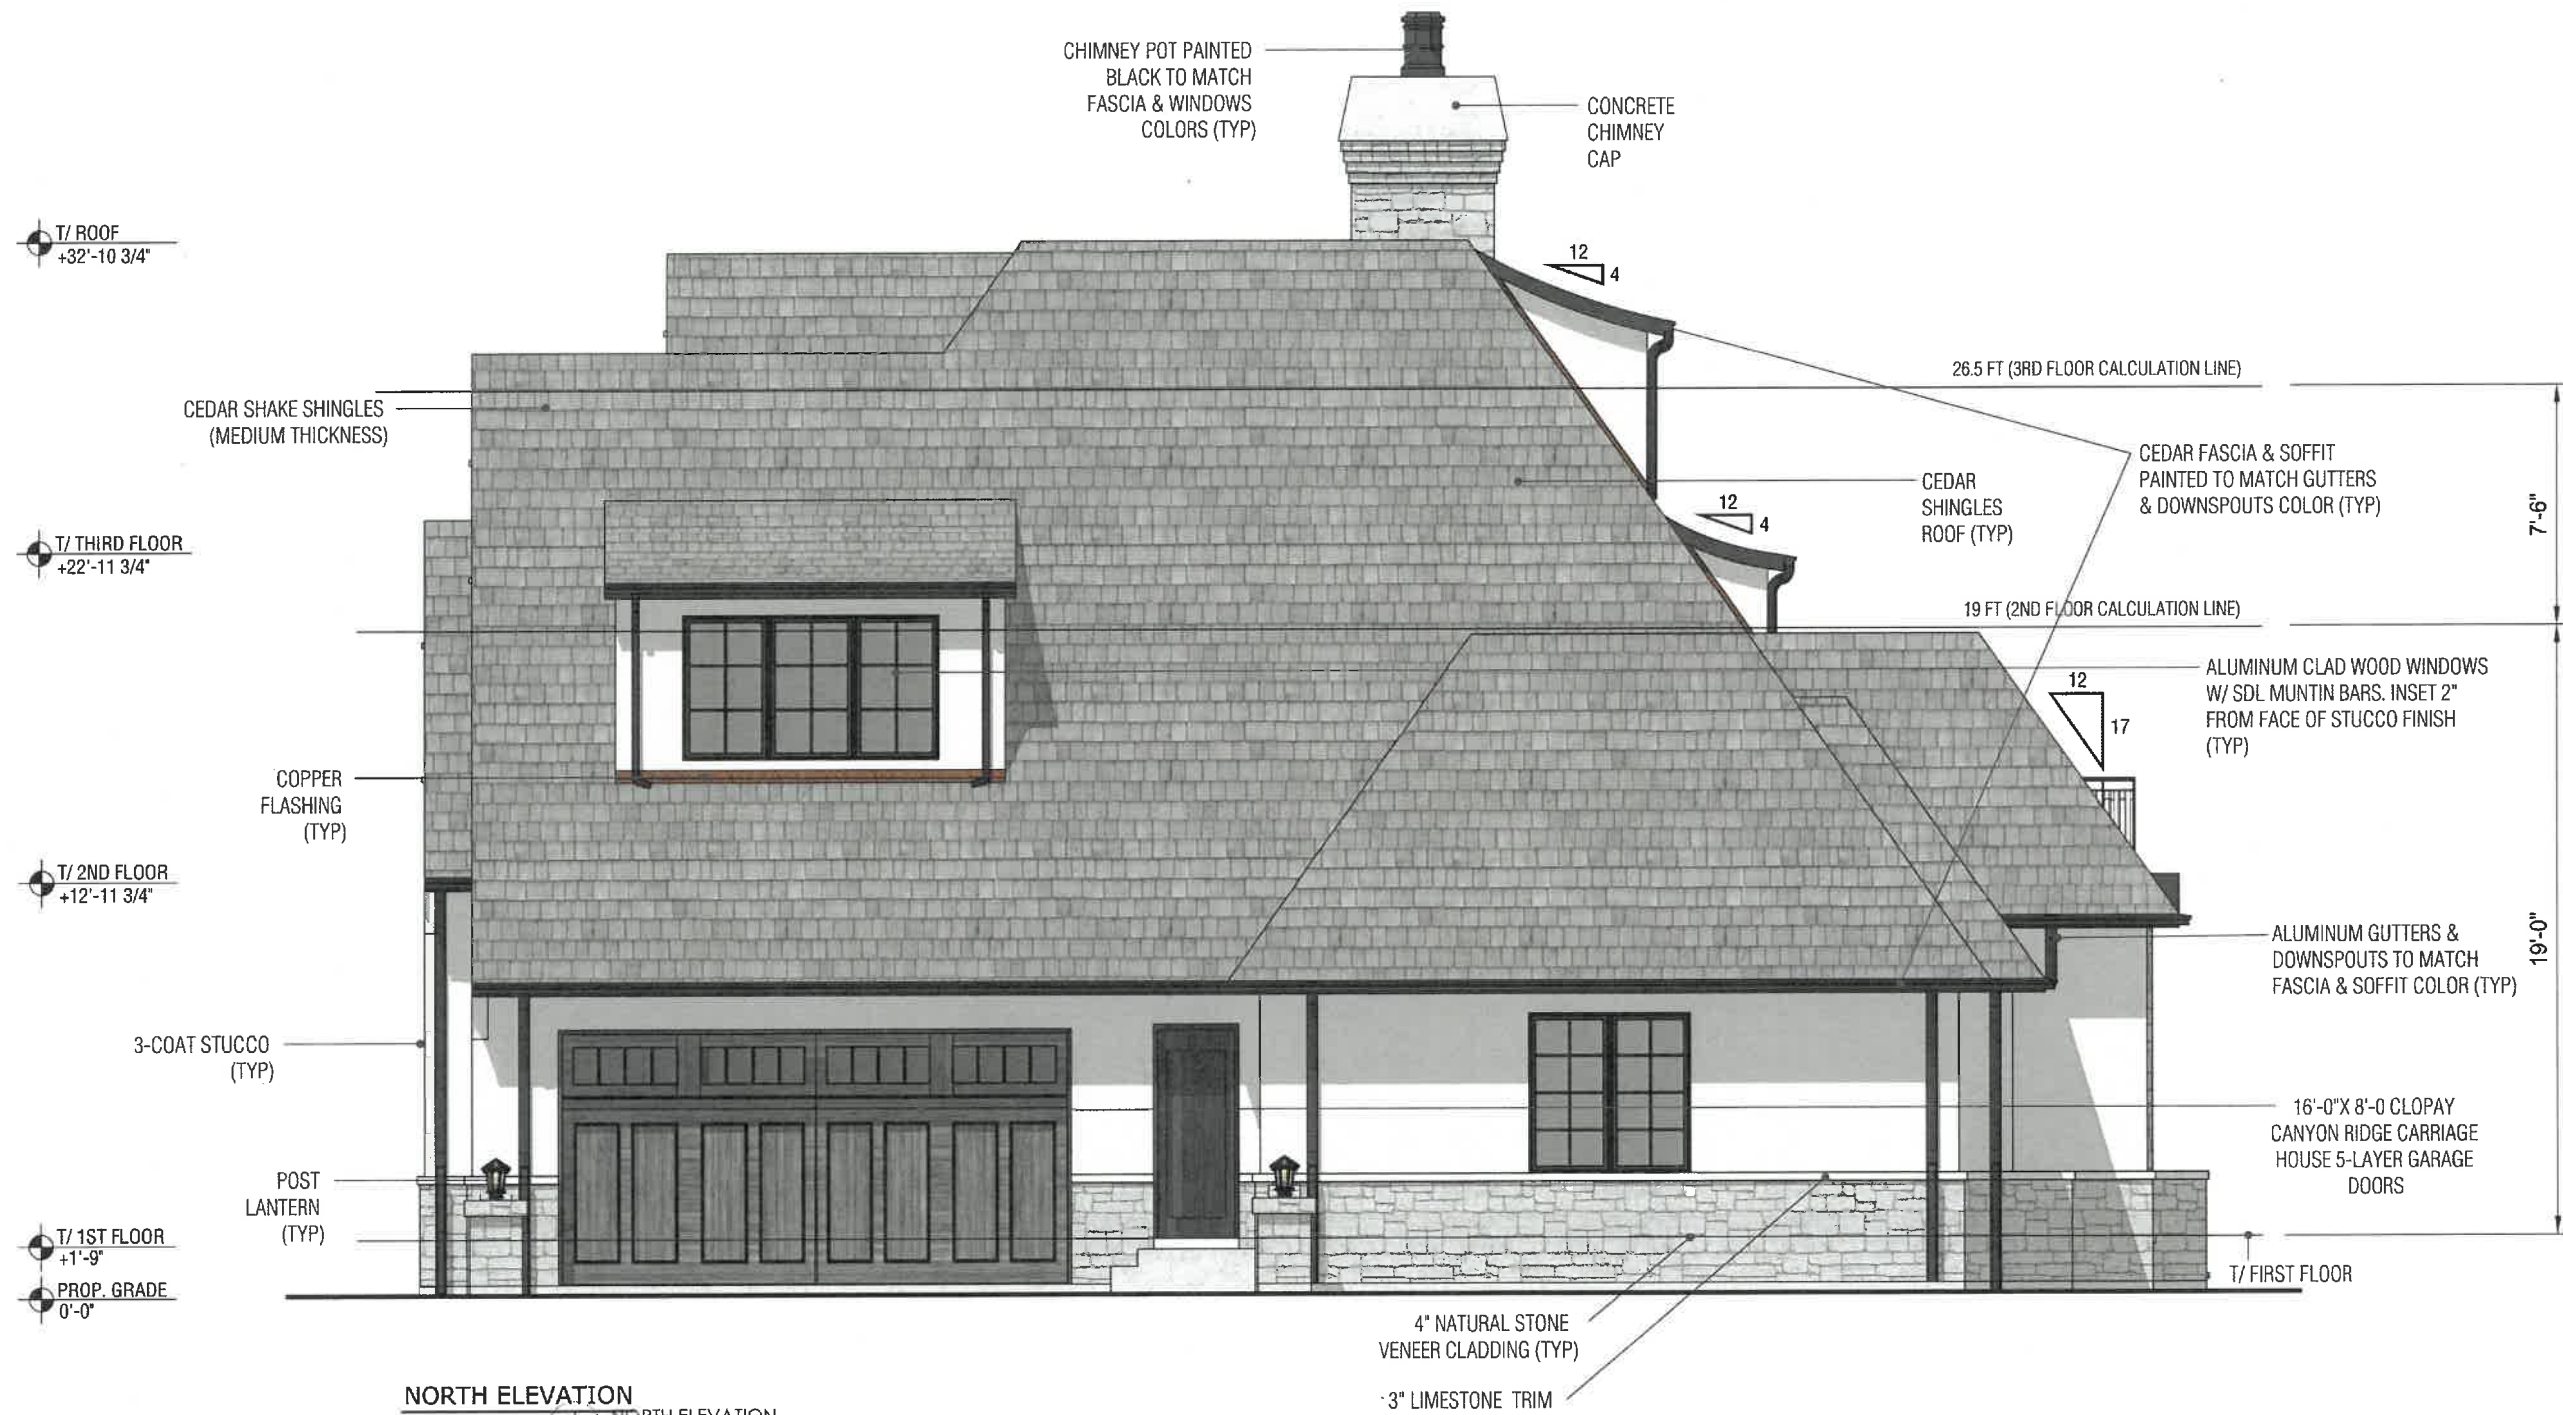 CHIMNEY POT PAINTED
BLACK TO MATCH
FASCIA & WINDOWS
COLORS (TYP)
CONCRETE
CHIMNEY
CAP
T/ ROOF
+32'-10 3/4"
12
4
26.5 FT (3RD FLOOR CALCULATION LINE)
CEDAR SHAKE SHINGLES
(MEDIUM THICKNESS)
CEDAR FASCIA & SOFFIT
PAINTED TO MATCH GUTTERS
& DOWNSPOUTS COLOR (TYP)
CEDAR
SHINGLES
ROOF (TYP)
7'-6"
12
4
T/ THIRD FLOOR
+22'-11 3/4"
19 FT (2ND FLOOR CALCULATION LINE)
ALUMINUM CLAD WOOD WINDOWS
W/ SDL MUNTIN BARS. INSET 2"
FROM FACE OF STUCCO FINISH
(TYP)
12
17
COPPER
FLASHING
(TYP)
T/ 2ND FLOOR
+12'-11 3/4"
ALUMINUM GUTTERS &
DOWNSPOUTS TO MATCH
FASCIA & SOFFIT COLOR (TYP)
19'-0"
3-COAT STUCCO
(TYP)
16'-0"X 8'-0 CLOPAY
CANYON RIDGE CARRIAGE
HOUSE 5-LAYER GARAGE
DOORS
POST
LANTERN
(TYP)
T/ 1ST FLOOR
+1'-9"
T/ FIRST FLOOR
PROP. GRADE
0'-0"
4" NATURAL STONE
VENEER CLADDING (TYP)
3" LIMESTONE TRIM
NORTH ELEVATION
NORTH ELEVATION